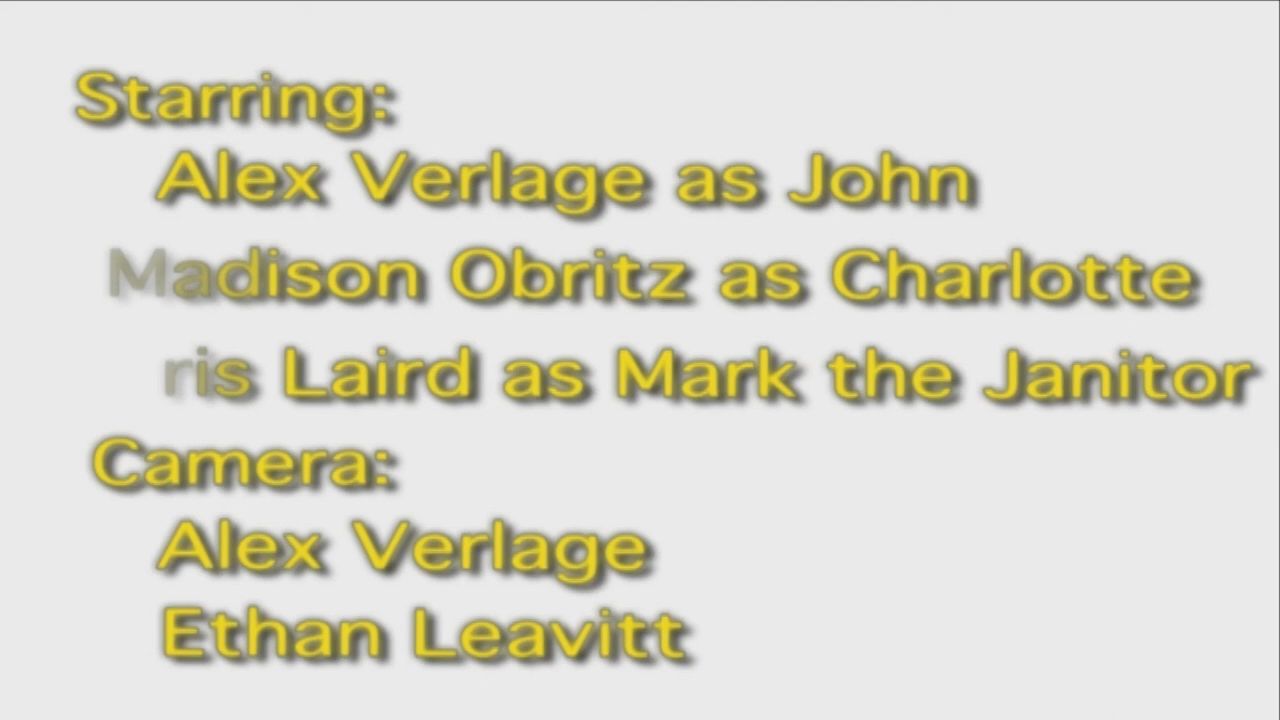 Starring:
Alex Verlage as John
Madison Obritz as Charlotte
ris Laird as Mark the Janitor
Camera:
Alex Verlage
Ethan Leavitt